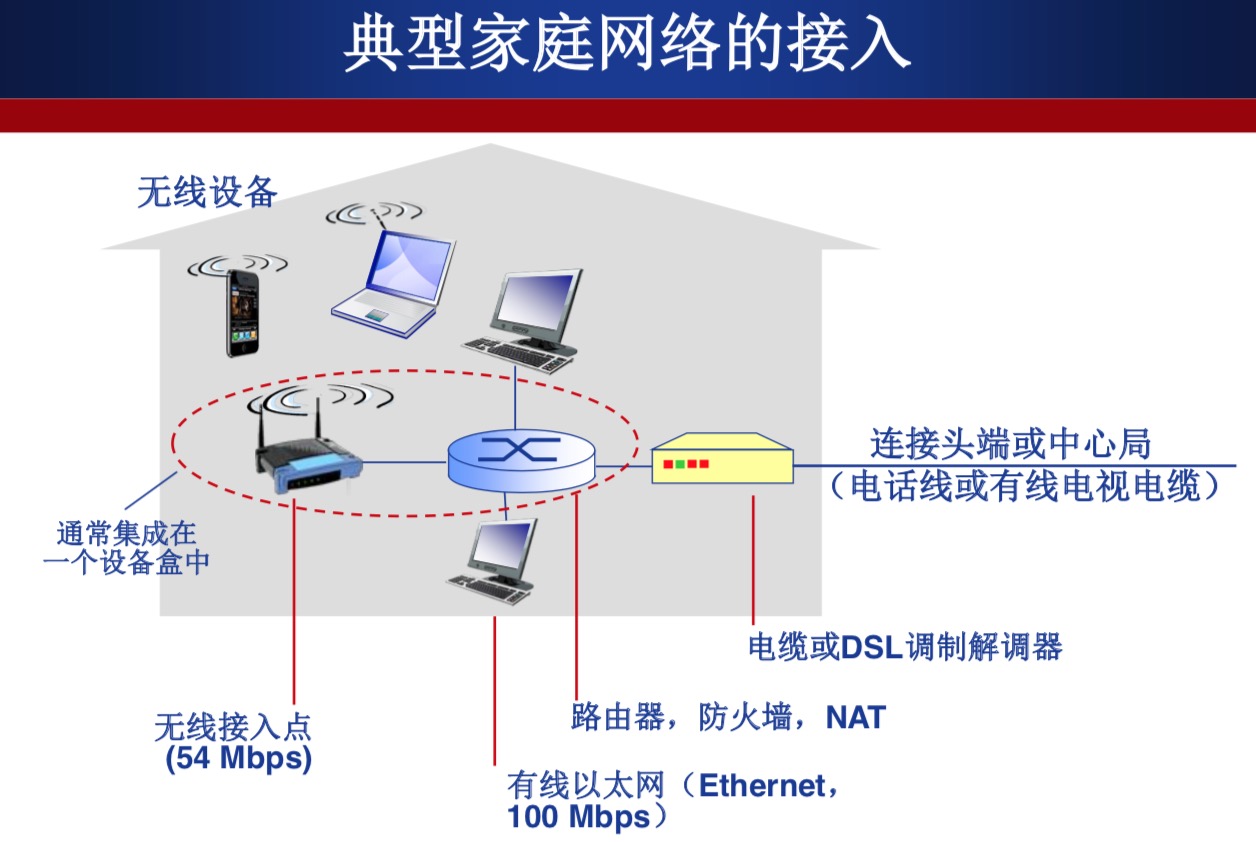 典型家庭网络的接入
无线设备
连接头端或中心局
（电话线或有线电视电缆）
通常集成在
一个设备盒中
电缆或DSL调制解调器
路由器，防火墙，NAT
无线接入点
(54 Mbps)
有线以太网（Ethernet，
100 Mbps）